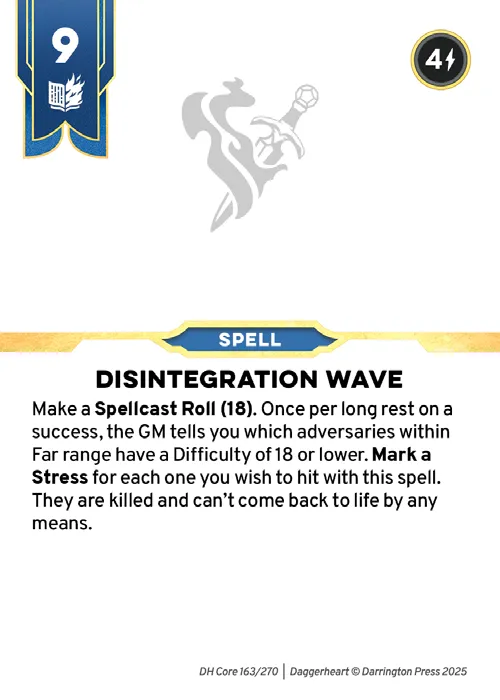 9
4
SPELL
DISINTEGRATION WAVE
Make a Spellcast Roll (18). Once per long rest on a
success, the GM tells you which adversaries within
Far range have a Difficulty of 18 or lower. Mark a
Stress for each one you wish to hit with this spell.
They are killed and can’t come back to life by any
means.
DH Core 163/270 | Daggerheart © Darrington Press 2025